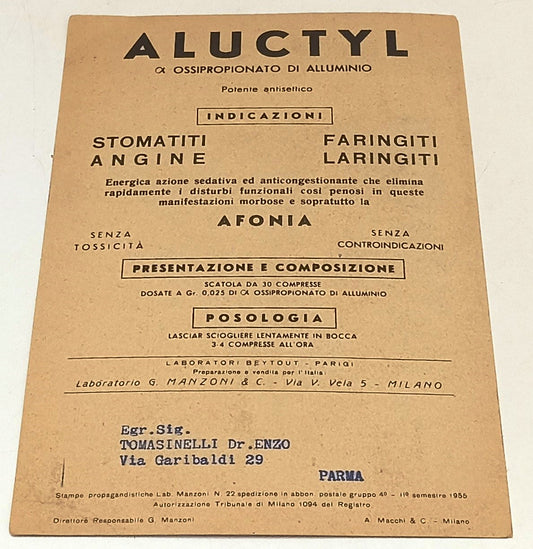 ALUCTYL
α OSSIPROPIONATO DI ALLUMINIO
Potente antisettico
INDICAZIONI
STOMATITI FARINGITI
ANGINE LARINGITI
Energica azione sedativa ed anticongestionante che elimina
rapidamente i disturbi funzionali così penosi in queste
manifestazioni morbose e sopratutto la
AFONIA
SENZA TOSSICITÀ
SENZA CONTROINDICAZIONI
PRESENTAZIONE E COMPOSIZIONE
SCATOLA DA 30 COMPRESSE
DOSATE A Gr. 0,025 DI α OSSIPROPIONATO DI ALLUMINIO
POSOLOGIA
LASCIAR SCIOGLIERE LENTAMENTE IN BOCCA
3-4 COMPRESSE ALL'ORA
LABORATORI BEYTOUT - PARIGI
Preparazione e vendita per l'Italia:
Laboratorio G. MANZONI & C. - Via V. Vela 5 - MILANO
Egr.Sig.
TOMASINELLI Dr.ENZO
Via Garibaldi 29
PARMA
Stampe propagandistiche Lab. Manzoni N. 22 spedizione in abbon. postale gruppo 4º - IIº semestre 1955
Autorizzazione Tribunale di Milano 1094 del Registro
Direttore Responsabile G. Manzoni A. Macchi & C. - Milano